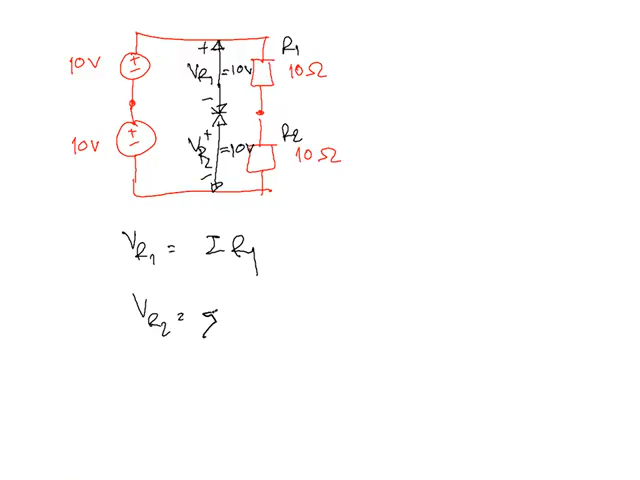 10V
+
−
+ R1
VR1 =10V 10Ω
−
10V
+
−
+ R2
VR2 =10V 10Ω
−
VR1 = I R1
VR2 = I